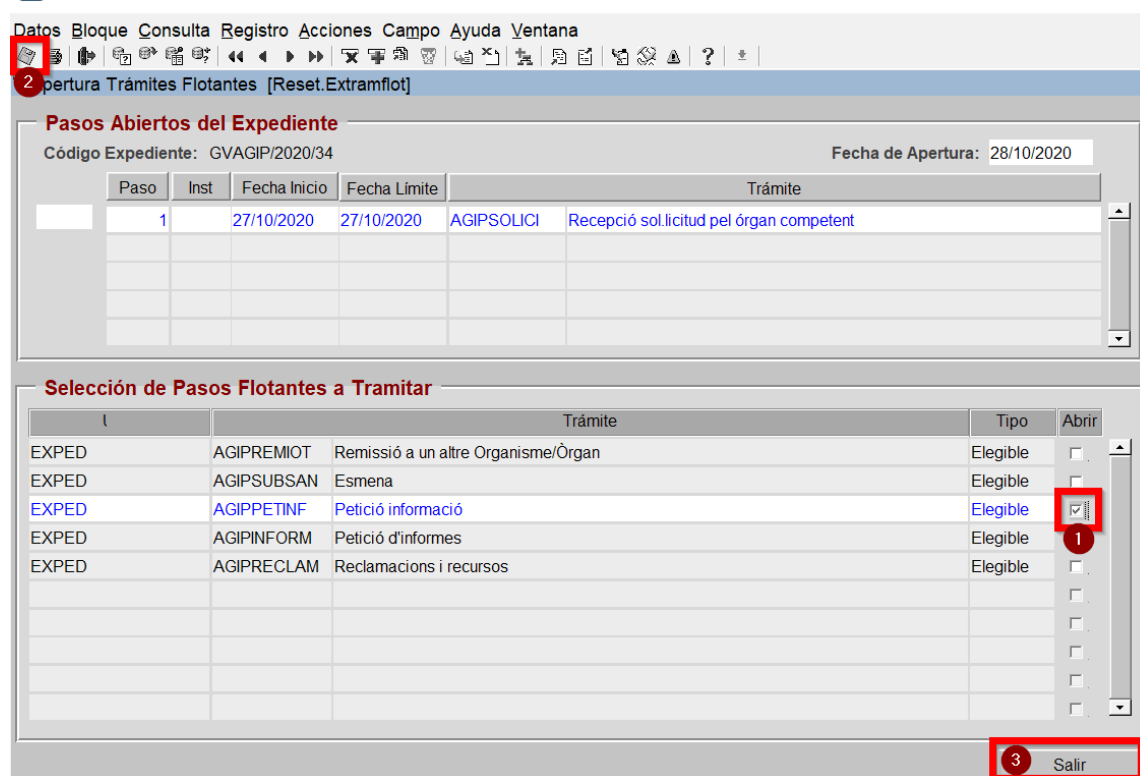 Datos Bloque Consulta Registro Acciones Campo Ayuda Ventana
2
pertura Trámites Flotantes [Reset.Extramflot]
Pasos Abiertos del Expediente
Código Expediente: GVAGIP/2020/34 Fecha de Apertura: 28/10/2020
Paso Inst Fecha Inicio Fecha Límite Trámite
1 27/10/2020 27/10/2020 AGIPSOLICI Recepció sol.licitud pel órgan competent
Selección de Pasos Flotantes a Tramitar
Trámite Tipo Abrir
EXPED AGIPREMIOT Remissió a un altre Organisme/Òrgan Elegible
EXPED AGIPSUBSAN Esmena Elegible
EXPED AGIPPETINF Petició informació Elegible
EXPED AGIPINFORM Petició d'informes Elegible 1
EXPED AGIPRECLAM Reclamacions i recursos Elegible
3 Salir